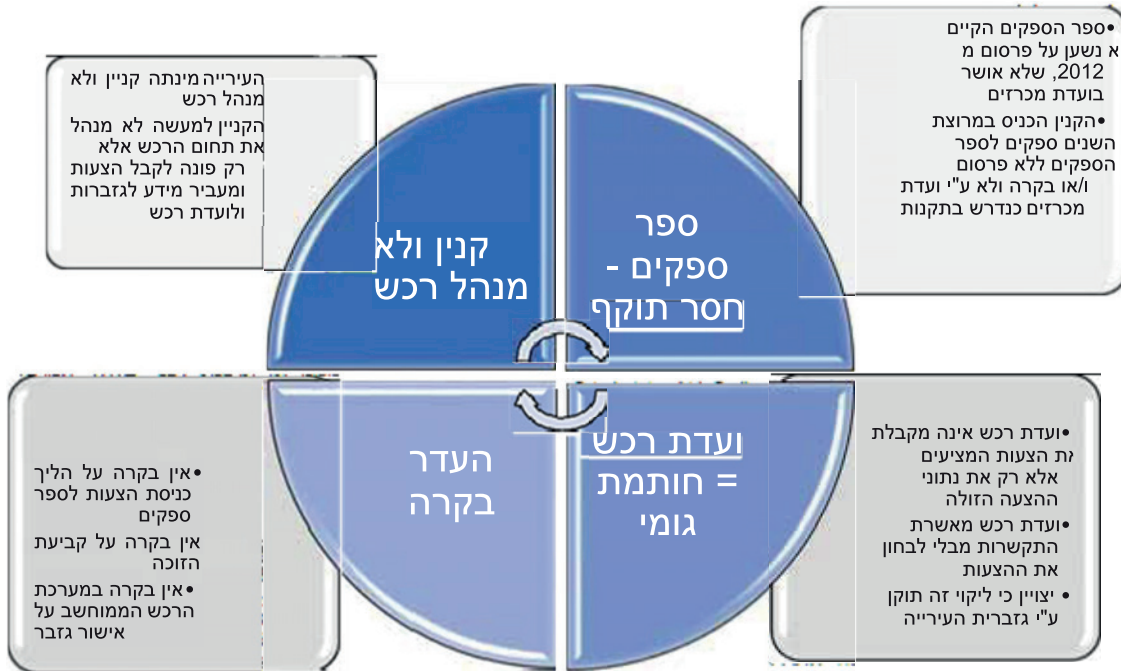 •ספר הספקים הקיים
א נשען על פרסום מ
2012, שלא אושר
בועדת מכרזים
•הקנין הכניס במרוצת
השנים ספקים לספר
הספקים ללא פרסום
ו/או בקרה ולא ע"י ועדת
מכרזים כנדרש בתקנות
העירייה מינתה קניין ולא
מנהל רכש
הקניין למעשה לא מנהל
את תחום הרכש אלא
רק פונה לקבל הצעות
ומעביר מידע לגזברות
ולועדת רכש
ספר
ספקים -
חסר תוקף
קנין ולא
מנהל רכש
ועדת רכש
= חותמת
גומי
העדר
בקרה
•ועדת רכש אינה מקבלת
את הצעות המציעים
אלא רק את נתוני
ההצעה הזולה
•ועדת רכש מאשרת
התקשרות מבלי לבחון
את ההצעות
• יצויין כי ליקוי זה תוקן
ע"י גזברית העירייה
•אין בקרה על הליך
כניסת הצעות לספר
ספקים
אין בקרה על קביעת
הזוכה
•אין בקרה במערכת
הרכש הממוחשב על
אישור גזבר